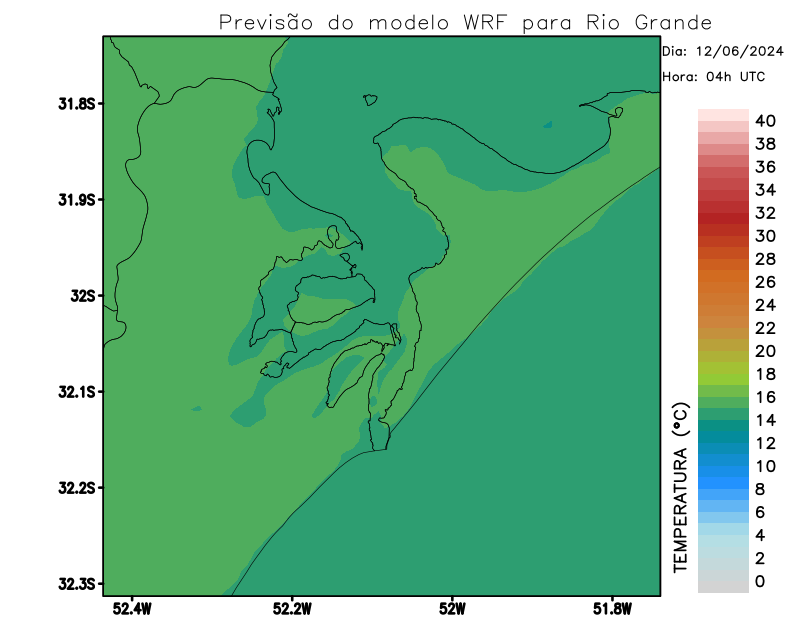 Previsão do modelo WRF para Rio Grande
Dia: 12/06/2024
Hora: 04h UTC
31.8S
31.9S
32S
32.1S
32.2S
32.3S
52.4W
52.2W
52W
51.8W
TEMPERATURA (°C)
40
38
36
34
32
30
28
26
24
22
20
18
16
14
12
10
8
6
4
2
0